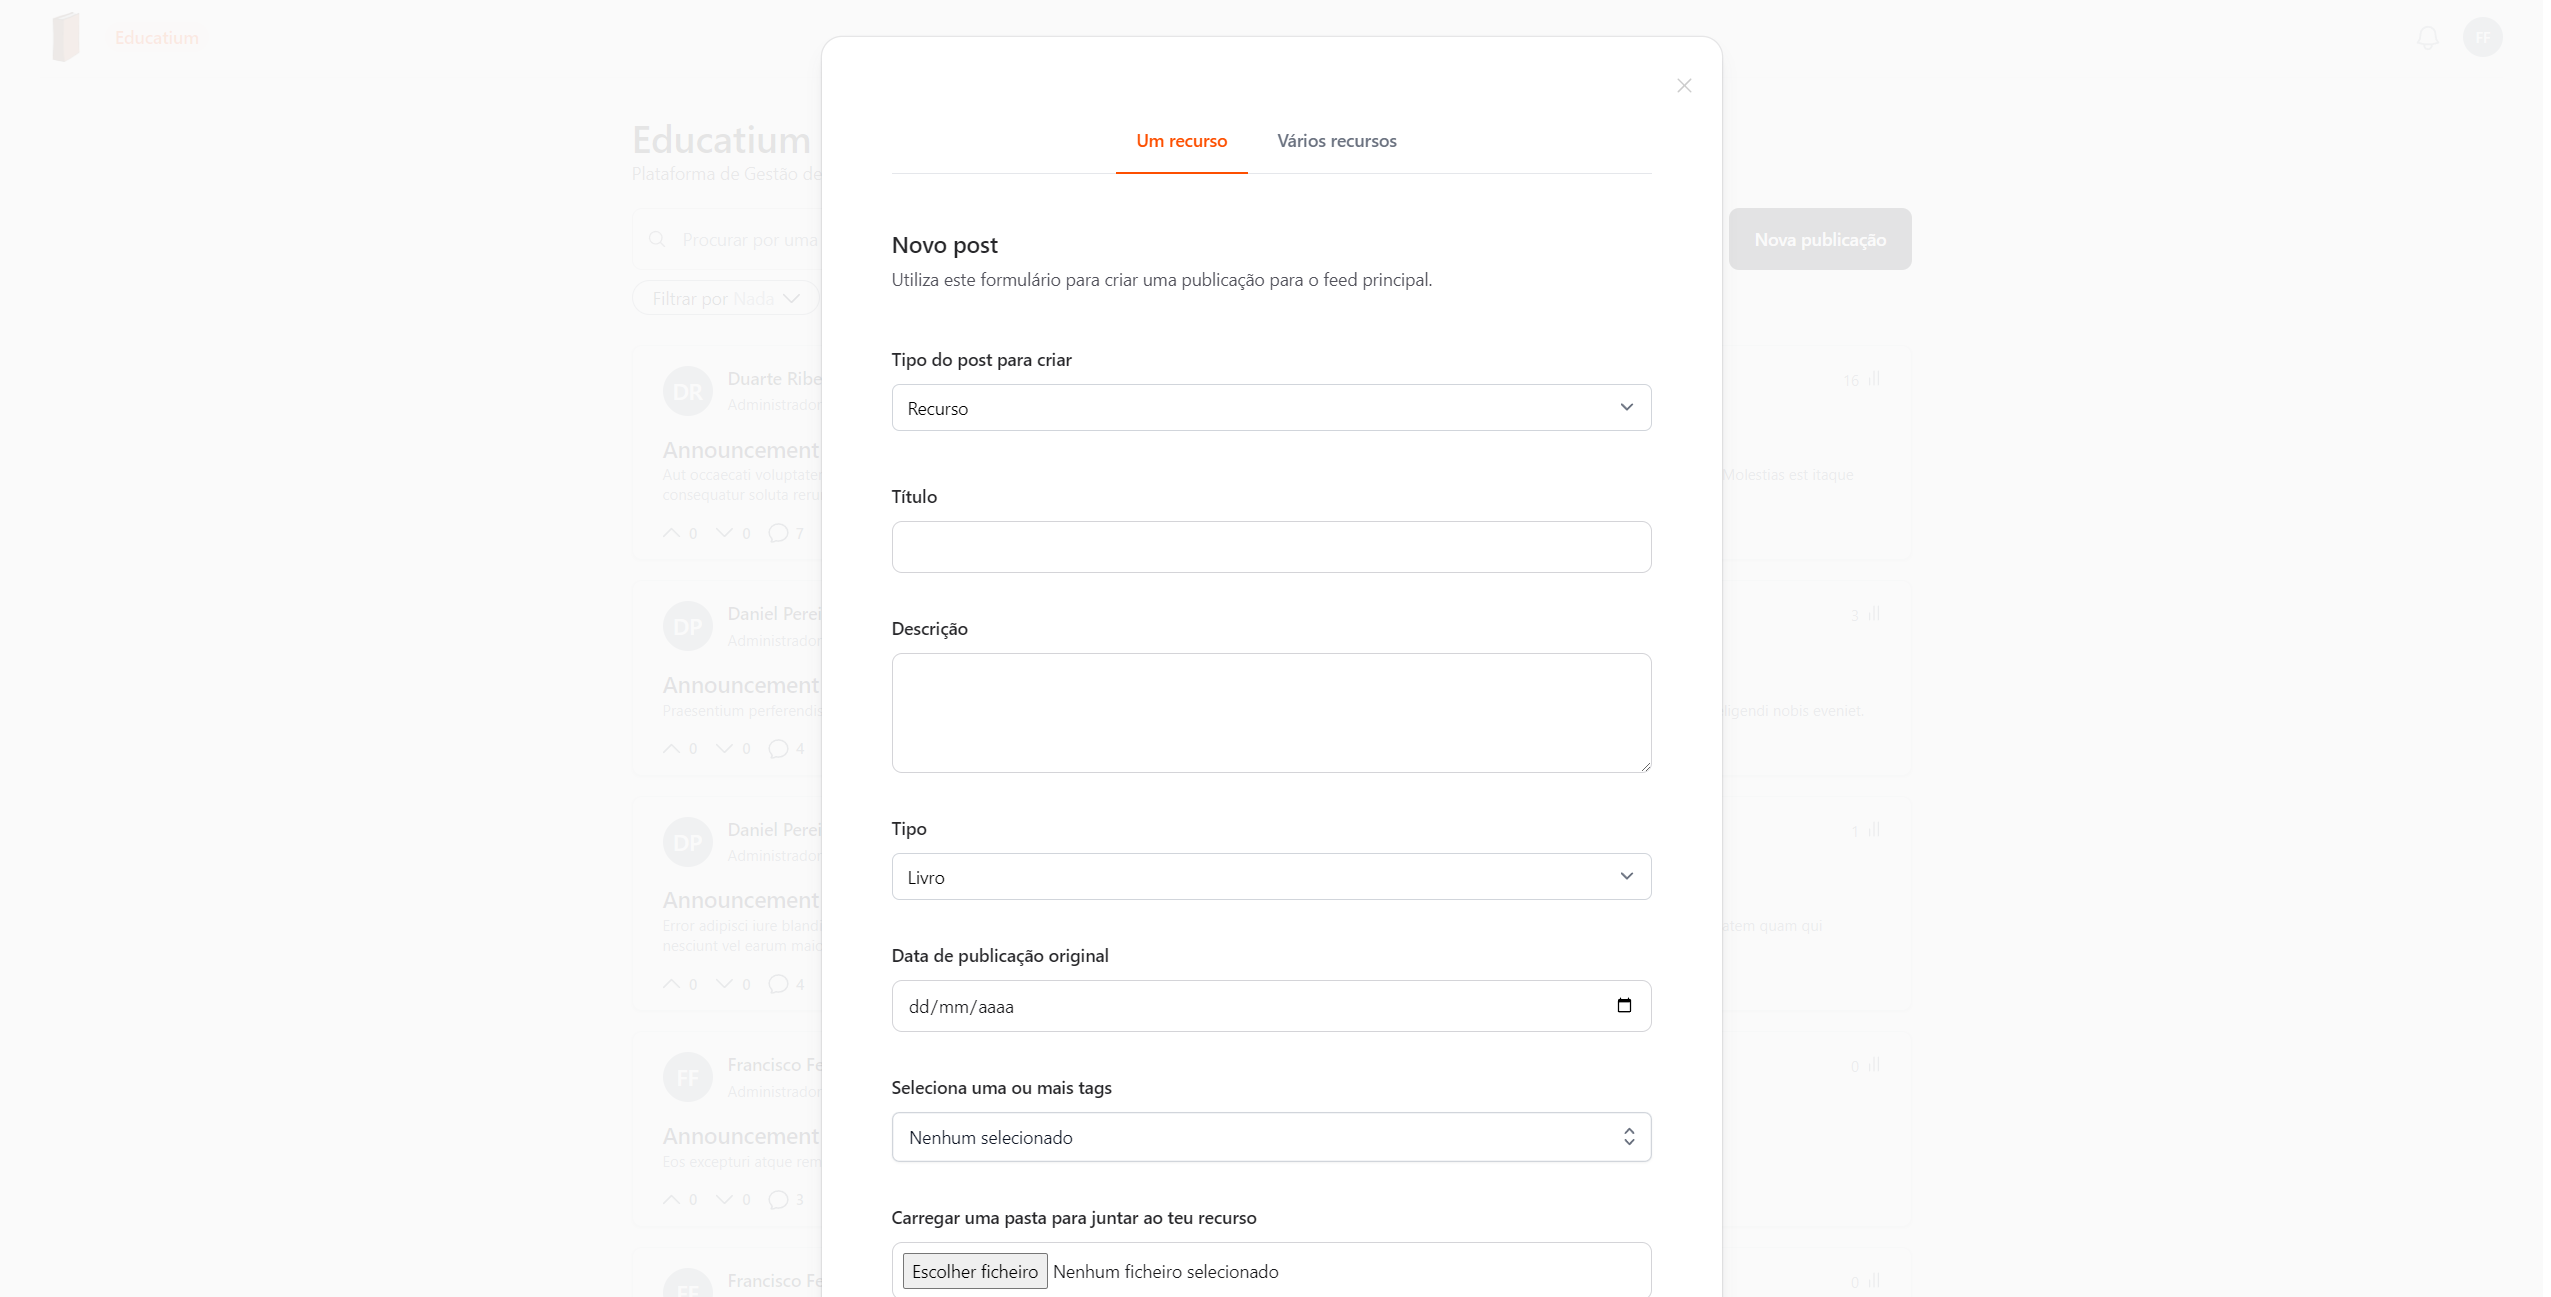 Educatium
FF
Educatium
Plataforma de Gestão de
Procurar por uma
Nova publicação
Filtrar por Nada
DR
Duarte Ribe
Administrador
16
Announcement
Aut occaecati voluptate
Molestias est itaque
consequatur soluta reru
0 0 7
DP
Daniel Perei
Administrador
3
Announcement
Praesentium perferendis
eligendi nobis eveniet.
0 0 4
DP
Daniel Perei
Administrador
1
Announcement
Error adipisci iure blandi
atem quam qui
nesciunt vel earum maio
0 0 4
FF
Francisco Fe
Administrador
0
Announcement
Eos excepturi atque rem
0 0 3
FF
Francisco Fe
0
Um recurso Vários recursos
Novo post
Utiliza este formulário para criar uma publicação para o feed principal.
Tipo do post para criar
Recurso
Título
Descrição
Tipo
Livro
Data de publicação original
dd/mm/aaaa
Seleciona uma ou mais tags
Nenhum selecionado
Carregar uma pasta para juntar ao teu recurso
Escolher ficheiro Nenhum ficheiro selecionado